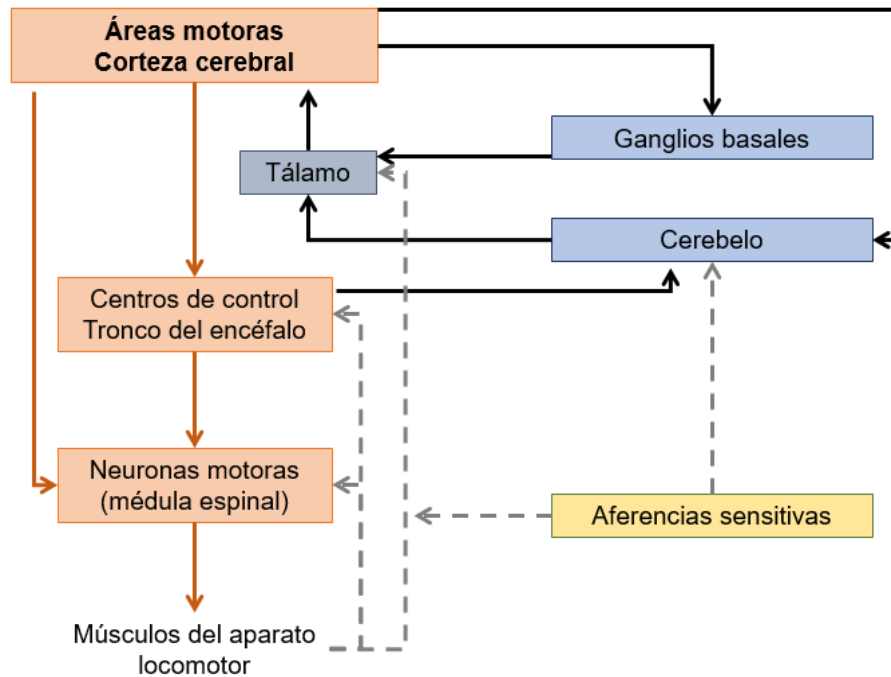 Áreas motoras
Corteza cerebral
Ganglios basales
Tálamo
Cerebelo
Centros de control
Tronco del encéfalo
Neuronas motoras
(médula espinal)
Aferencias sensitivas
Músculos del aparato
locomotor